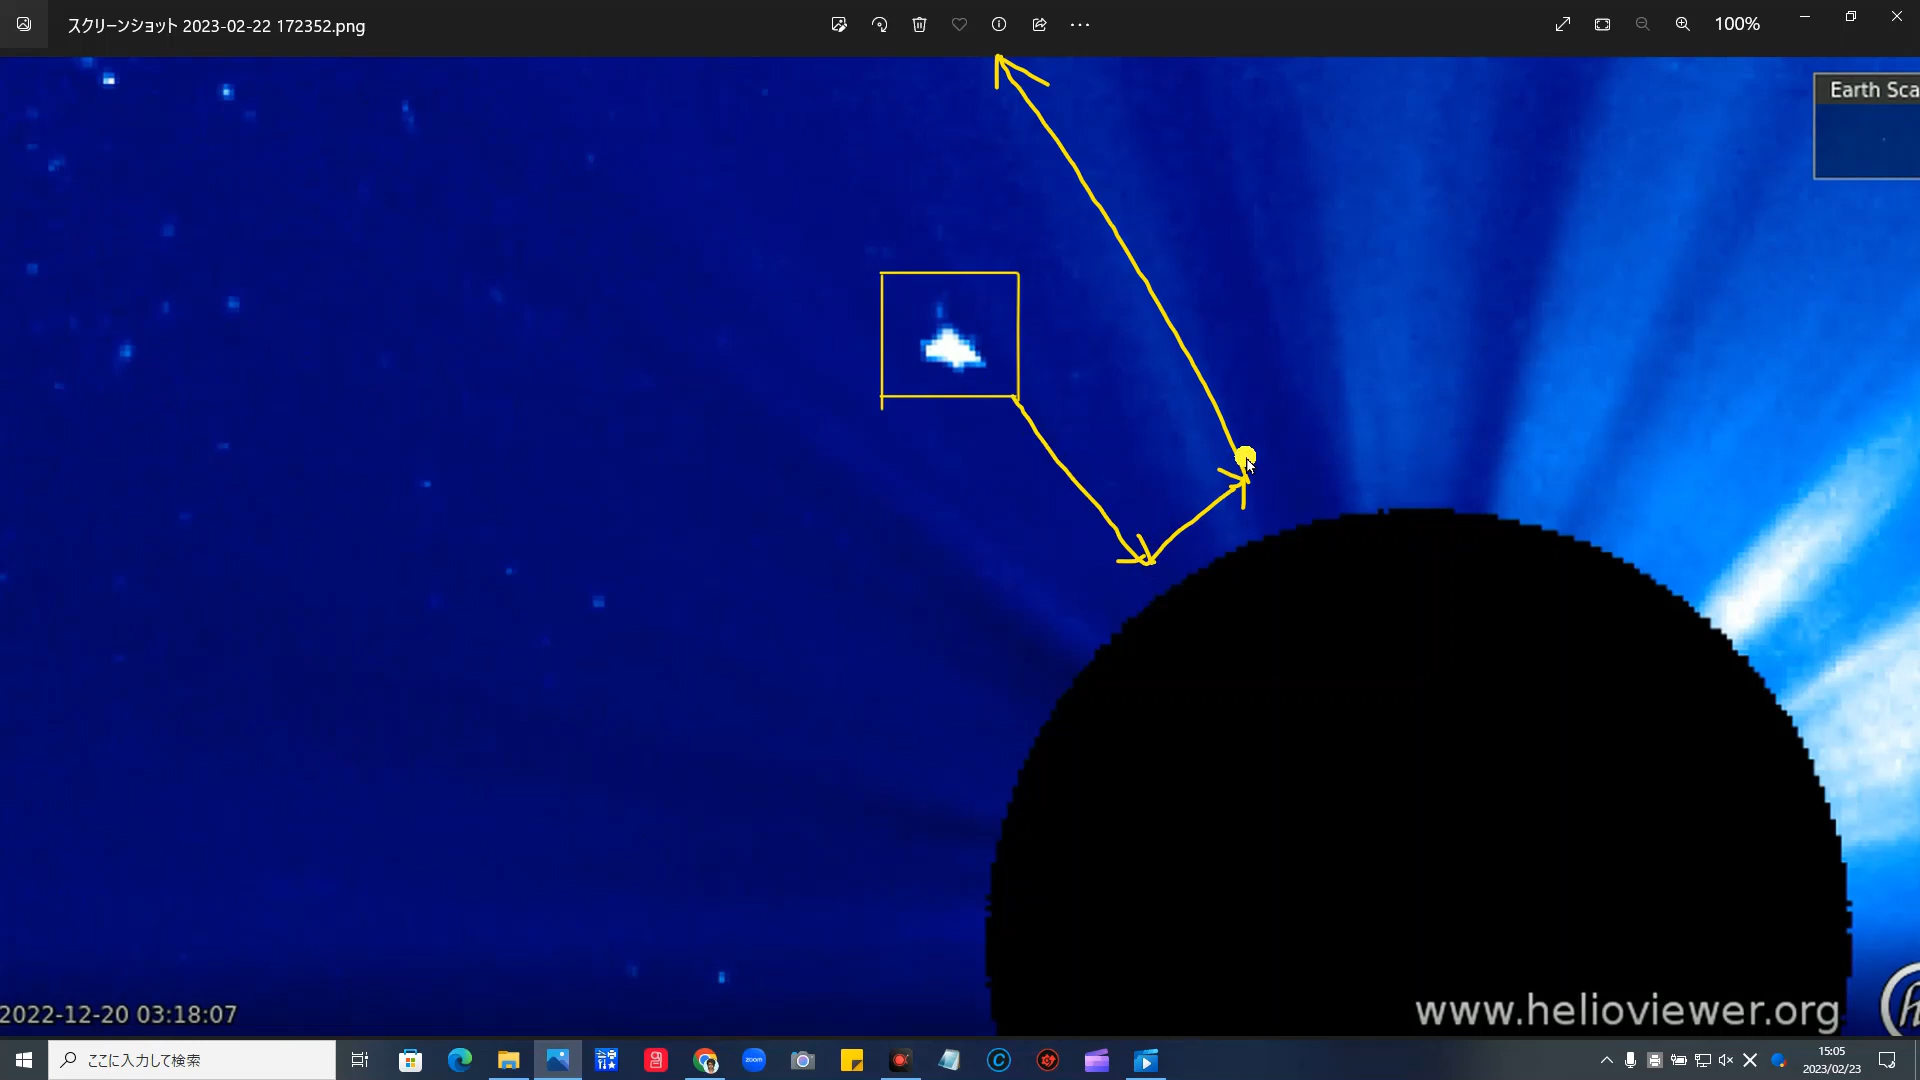 スクリーンショット 2023-02-22 172352.png
100%
Earth Sca
2022-12-20 03:18:07
www.helioviewer.org
ここに入力して検索
zoom
15:05
2023/02/23